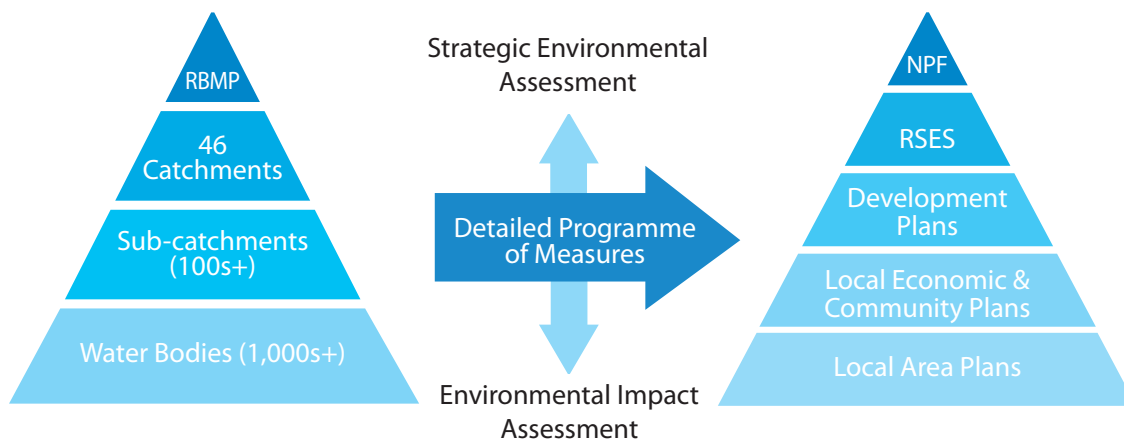 RBMP
46
Catchments
Sub-catchments
(100s+)
Water Bodies (1,000s+)
Strategic Environmental
Assessment
Detailed Programme
of Measures
Environmental Impact
Assessment
NPF
RSES
Development
Plans
Local Economic &
Community Plans
Local Area Plans